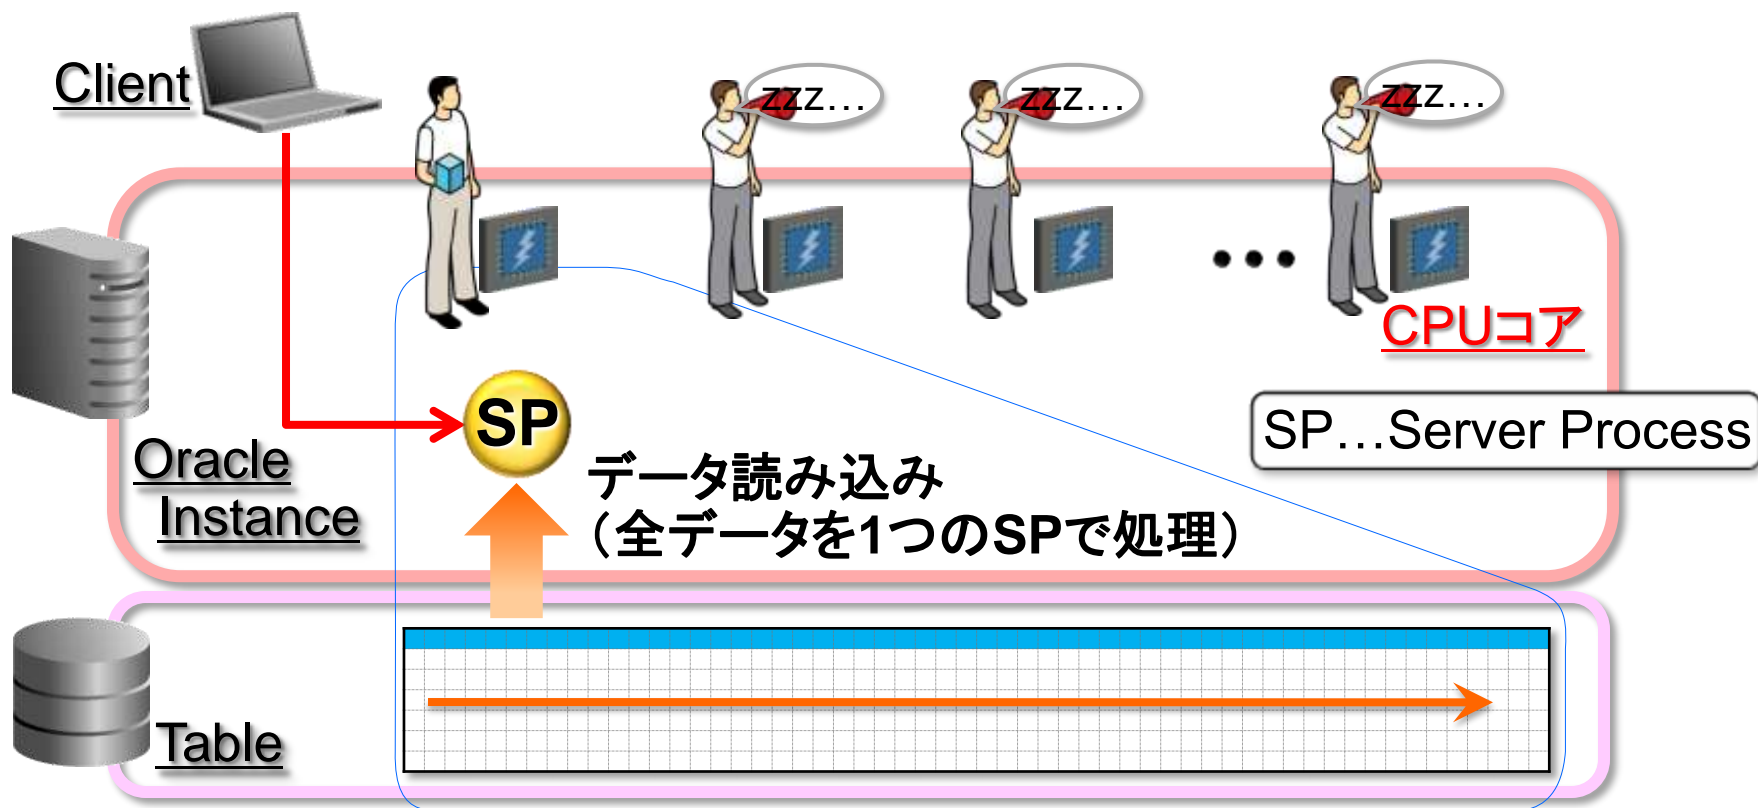 Client
zzz…
zzz…
zzz…
CPUコア
SP
SP…Server Process
Oracle
Instance
データ読み込み
（全データを1つのSPで処理）
Table